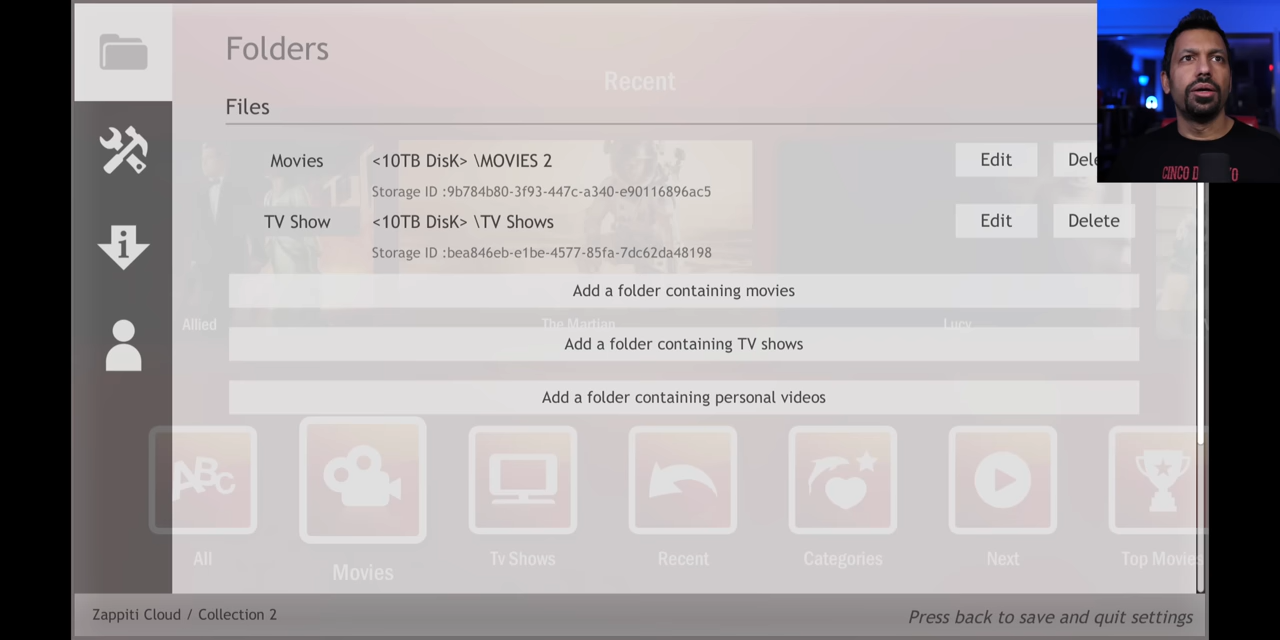 Folders
Recent
Files
Movies <10TB DisK> \MOVIES 2 Edit
Storage ID :9b784b80-3f93-447c-a340-e90116896ac5
TV Show <10TB DisK> \TV Shows Edit Delete
Storage ID :bea846eb-e1be-4577-85fa-7dc62da48198
Add a folder containing movies
Allied The Martian Lucy
Add a folder containing TV shows
Add a folder containing personal videos
ABC
All Movies Tv Shows Recent Categories Next Top Movies
Zappiti Cloud / Collection 2 Press back to save and quit settings
CINCO